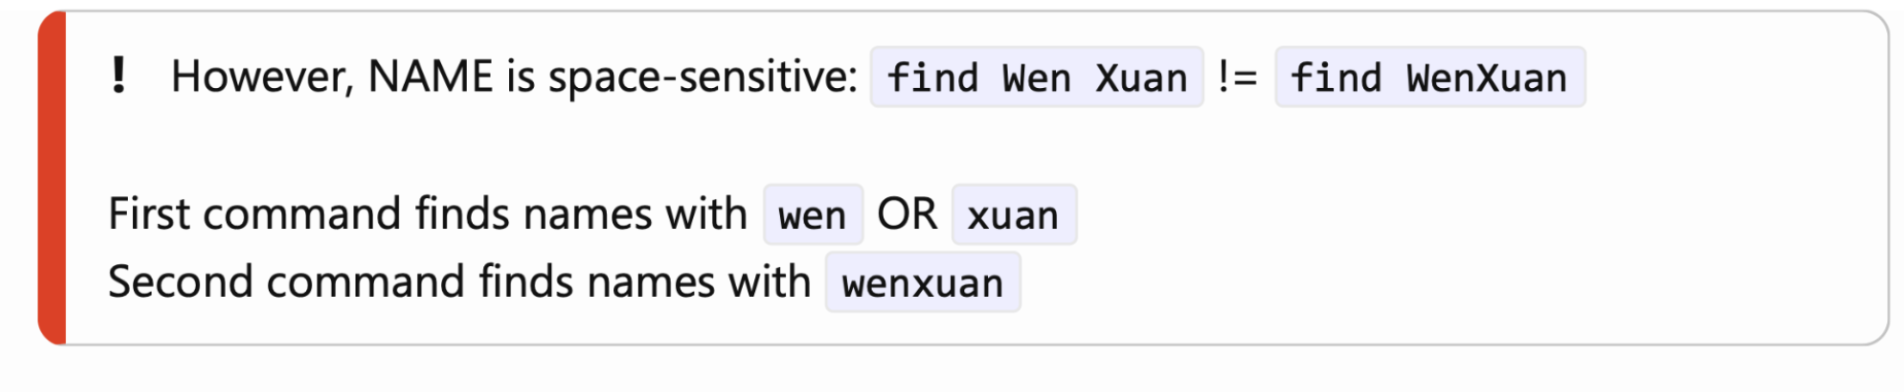 ! However, NAME is space-sensitive: find Wen Xuan != find WenXuan
First command finds names with wen OR xuan
Second command finds names with wenxuan